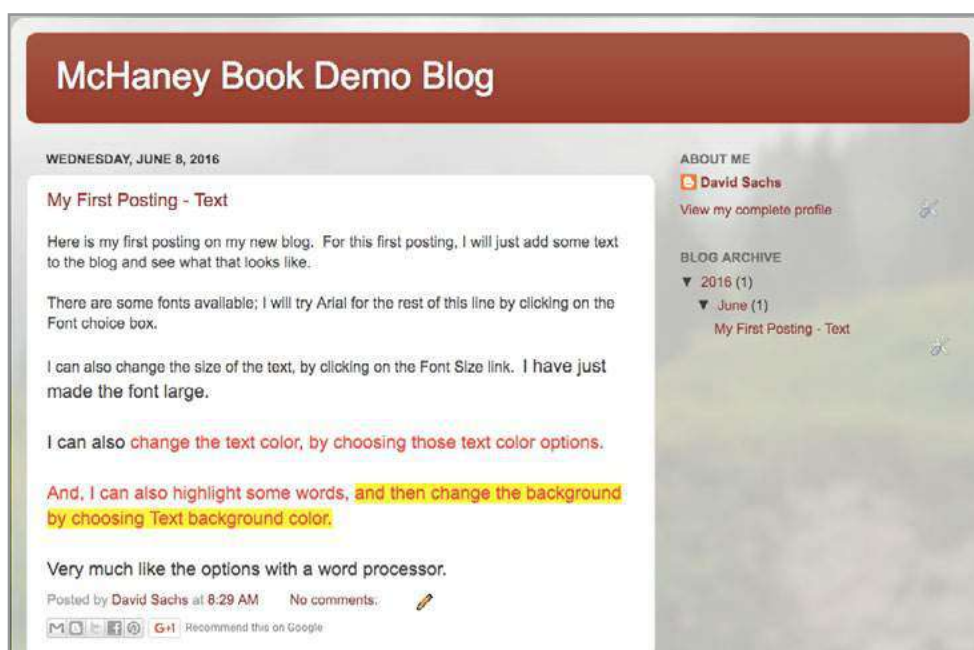 McHaney Book Demo Blog
WEDNESDAY, JUNE 8, 2016
My First Posting - Text
Here is my first posting on my new blog.  For this first posting, I will just add some text
to the blog and see what that looks like.
There are some fonts available; I will try Arial for the rest of this line by clicking on the
Font choice box.
I can also change the size of the text, by clicking on the Font Size link.  I have just
made the font large.
I can also change the text color, by choosing those text color options.
And, I can also highlight some words, and then change the background
by choosing Text background color.
Very much like the options with a word processor.
Posted by David Sachs at 8:29 AM No comments:
G+1 Recommend this on Google
ABOUT ME
David Sachs
View my complete profile
BLOG ARCHIVE
▼ 2016 (1)
▼ June (1)
My First Posting - Text